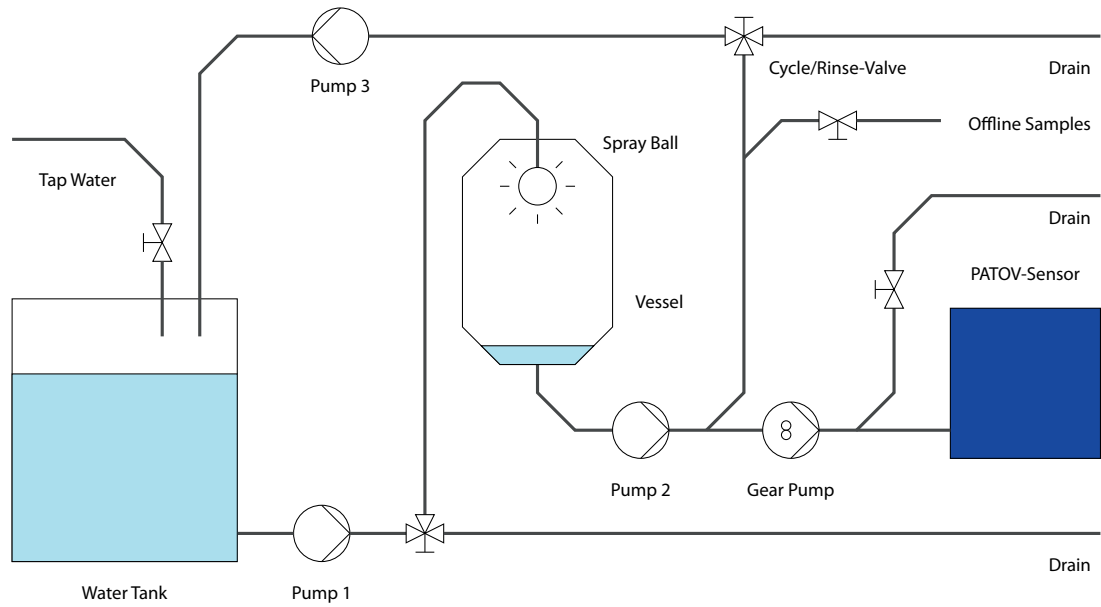 Pump 3
Cycle/Rinse-Valve
Drain
Offline Samples
Spray Ball
Tap Water
Drain
PATOV-Sensor
Vessel
8
Pump 2
Gear Pump
Drain
Water Tank
Pump 1